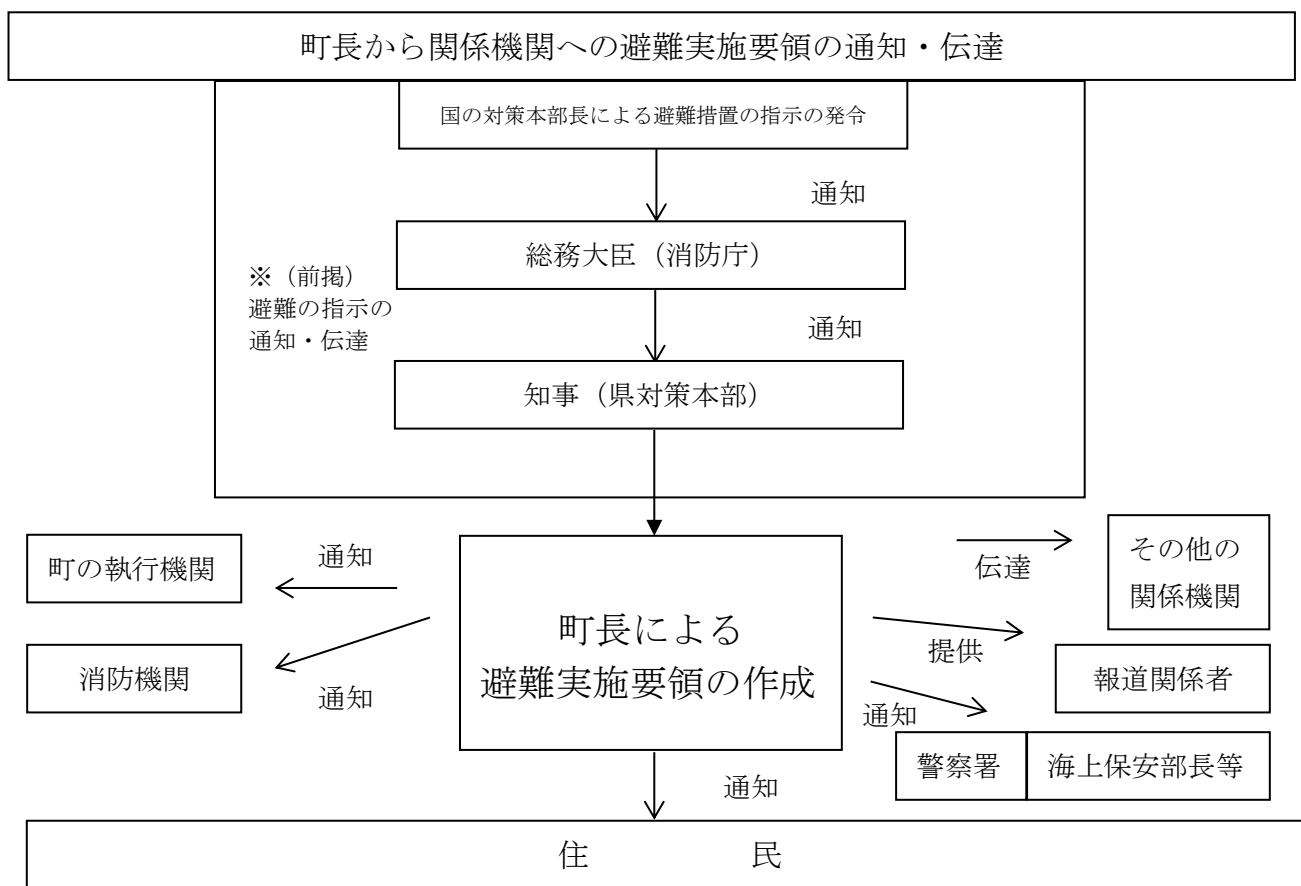 町長から関係機関への避難実施要領の通知・伝達
国の対策本部長による避難措置の指示の発令
通知
総務大臣（消防庁）
※（前掲）
避難の指示の
通知・伝達
通知
知事（県対策本部）
町の執行機関
通知
伝達
その他の
関係機関
町長による
避難実施要領の作成
消防機関
通知
提供
報道関係者
通知
警察署
海上保安部長等
通知
住民